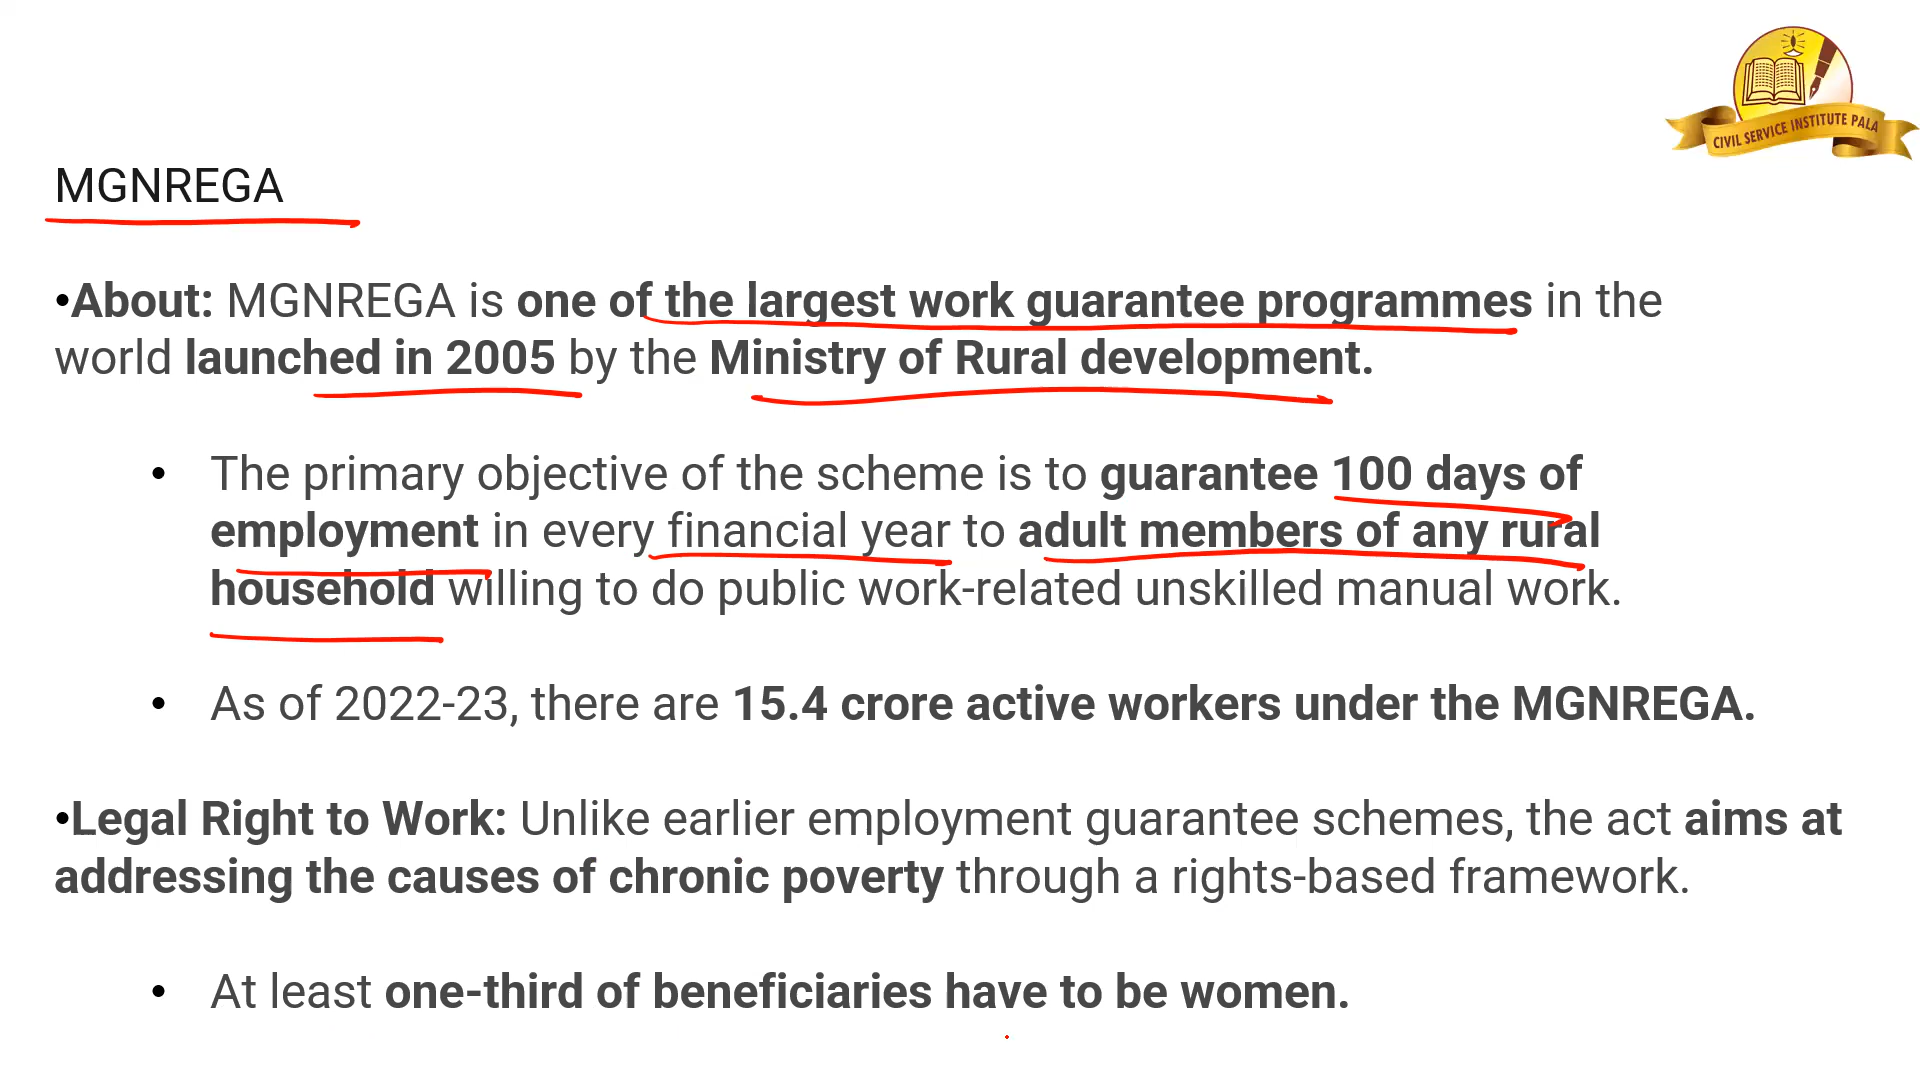 CIVIL SERVICE INSTITUTE PALA
MGNREGA
•About: MGNREGA is one of the largest work guarantee programmes in the
world launched in 2005 by the Ministry of Rural development.
• The primary objective of the scheme is to guarantee 100 days of
employment in every financial year to adult members of any rural
household willing to do public work-related unskilled manual work.
• As of 2022-23, there are 15.4 crore active workers under the MGNREGA.
•Legal Right to Work: Unlike earlier employment guarantee schemes, the act aims at
addressing the causes of chronic poverty through a rights-based framework.
• At least one-third of beneficiaries have to be women.